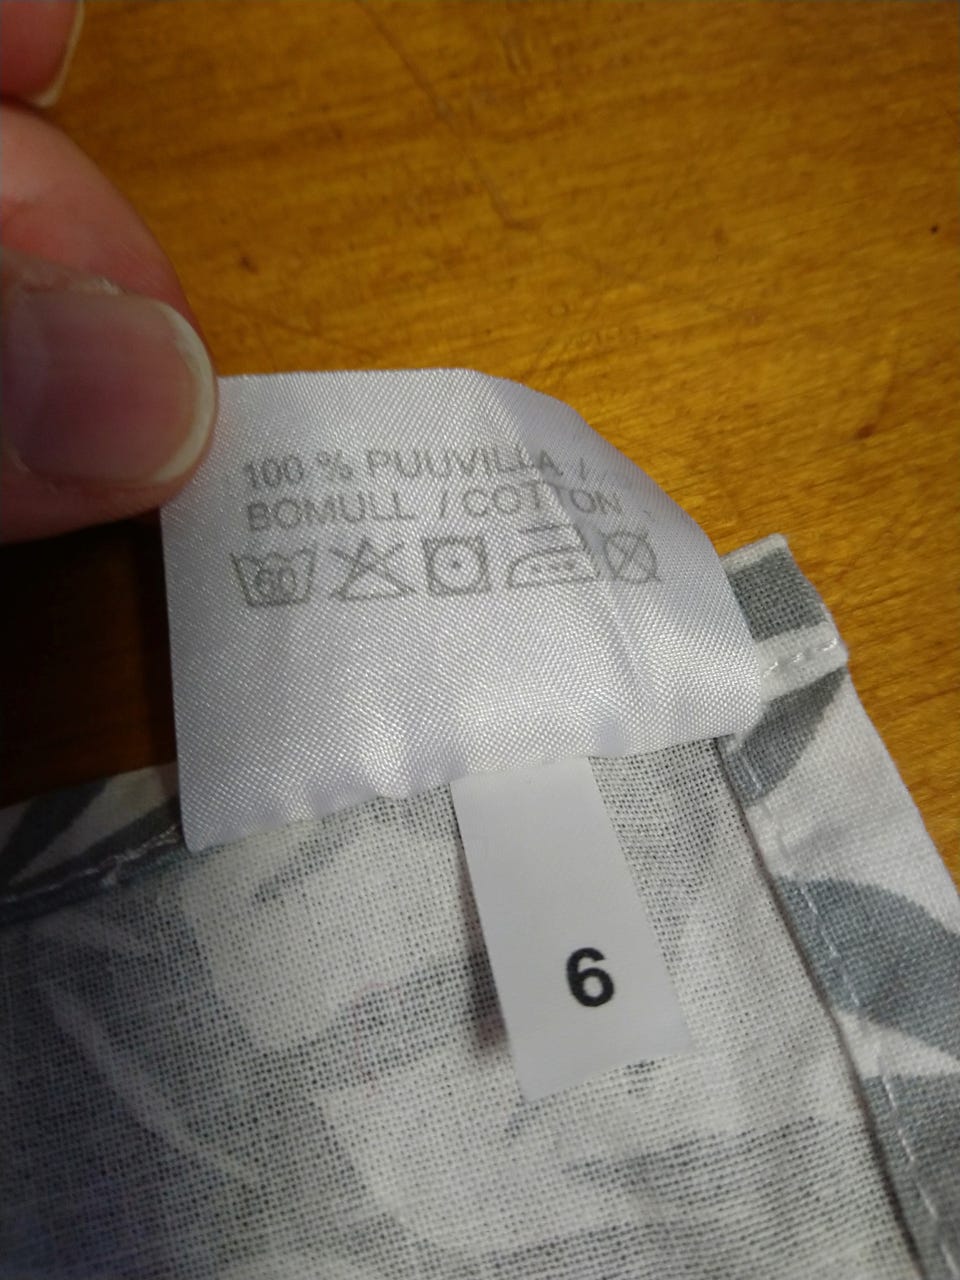 100 % PUUVILLA /
BOMULL / COTTON
60
6